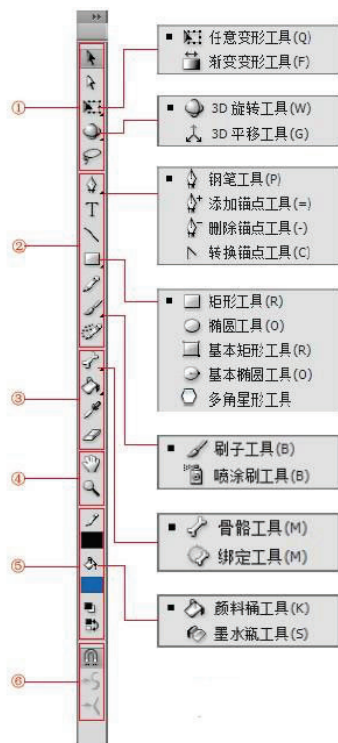 ①
任意变形工具(Q)
渐变变形工具(F)
3D 旋转工具(W)
3D 平移工具(G)
②
钢笔工具(P)
添加锚点工具(=)
删除锚点工具(-)
转换锚点工具(C)
T
矩形工具(R)
椭圆工具(O)
基本矩形工具(R)
基本椭圆工具(O)
多角星形工具
③
刷子工具(B)
喷涂刷工具(B)
④
骨骼工具(M)
绑定工具(M)
⑤
颜料桶工具(K)
墨水瓶工具(S)
⑥